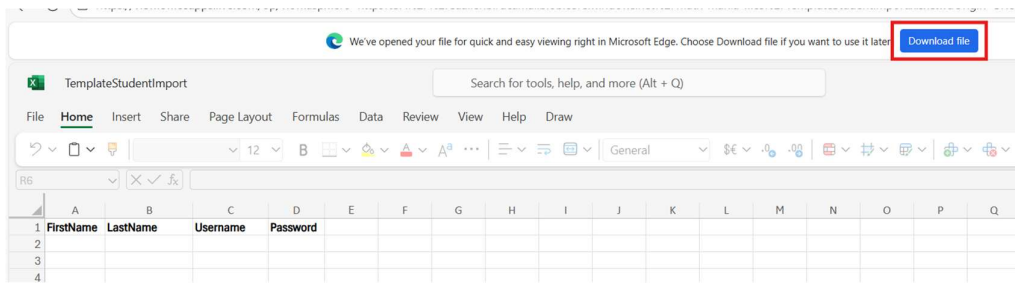 We've opened your file for quick and easy viewing right in Microsoft Edge. Choose Download file if you want to use it later
Download file
TemplateStudentImport
Search for tools, help, and more (Alt + Q)
File Home Insert Share Page Layout Formulas Data Review View Help Draw
12 B A A General $€ .0 .00
R6 fx
A B C D E F G H I J K L M N O P Q
1 FirstName LastName Username Password
2
3
4